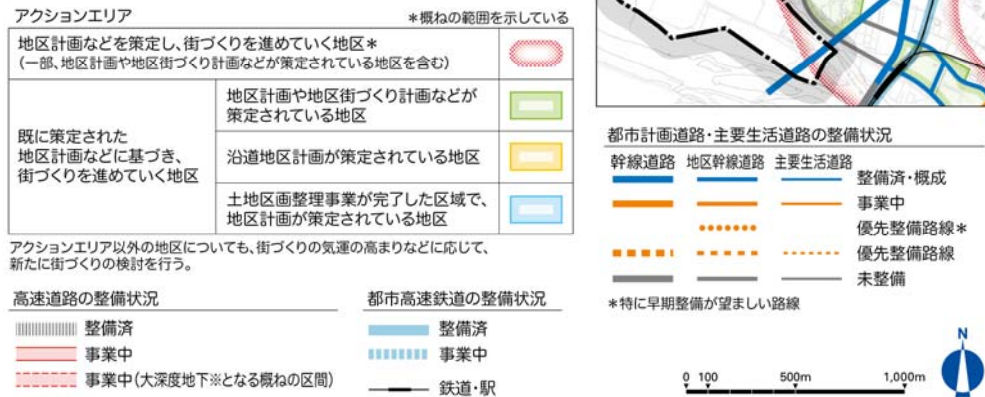 アクションエリア
*概ねの範囲を示している
地区計画などを策定し、街づくりを進めていく地区*
(一部、地区計画や地区街づくり計画などが策定されている地区を含む)
既に策定された
地区計画などに基づき、
街づくりを進めていく地区
地区計画や地区街づくり計画などが
策定されている地区
沿道地区計画が策定されている地区
土地区画整理事業が完了した区域で、
地区計画が策定されている地区
アクションエリア以外の地区についても、街づくりの気運の高まりなどに応じて、
新たに街づくりの検討を行う。
高速道路の整備状況
整備済
事業中
事業中(大深度地下※となる概ねの区間)
都市高速鉄道の整備状況
整備済
事業中
鉄道・駅
都市計画道路・主要生活道路の整備状況
幹線道路 地区幹線道路 主要生活道路
整備済・概成
事業中
優先整備路線*
優先整備路線
未整備
*特に早期整備が望ましい路線
N
0 100 500m 1,000m